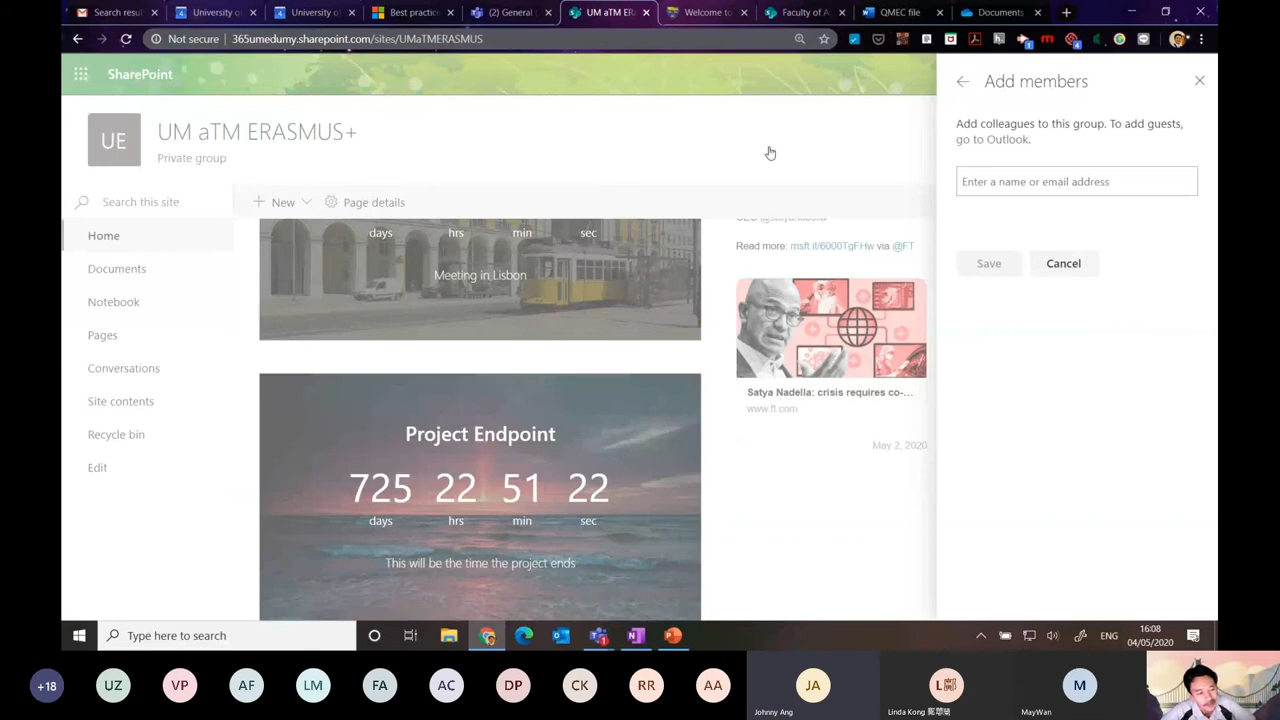 Search resul
University o
University o
Best practice
(2) General |
UM aTM ER
Welcome to
Faculty of A
QMEC file
Documents
MayWan
Not secure | 365umedumy.sharepoint.com/sites/UMaTMERASMUS
SharePoint
UE
UM aTM ERASMUS+
Private group
Search this site
New
Page details
Home
Documents
Notebook
Pages
Conversations
Site contents
Recycle bin
Edit
days hrs min sec
Meeting in Lisbon
Project Endpoint
725 22 51 22
days hrs min sec
This will be the time the project ends
Read more: msft.it/6000TgFHw via @FT
Satya Nadella: crisis requires co-...
www.ft.com
May 2, 2020
Add members
Add colleagues to this group. To add guests,
go to Outlook.
Enter a name or email address
Save
Cancel
Type here to search
ENG
16:08
04/05/2020
+18
UZ
VP
AF
LM
FA
AC
DP
CK
RR
AA
JA
Johnny Ang
L鄺
Linda Kong 鄺華蘭
M
MayWan